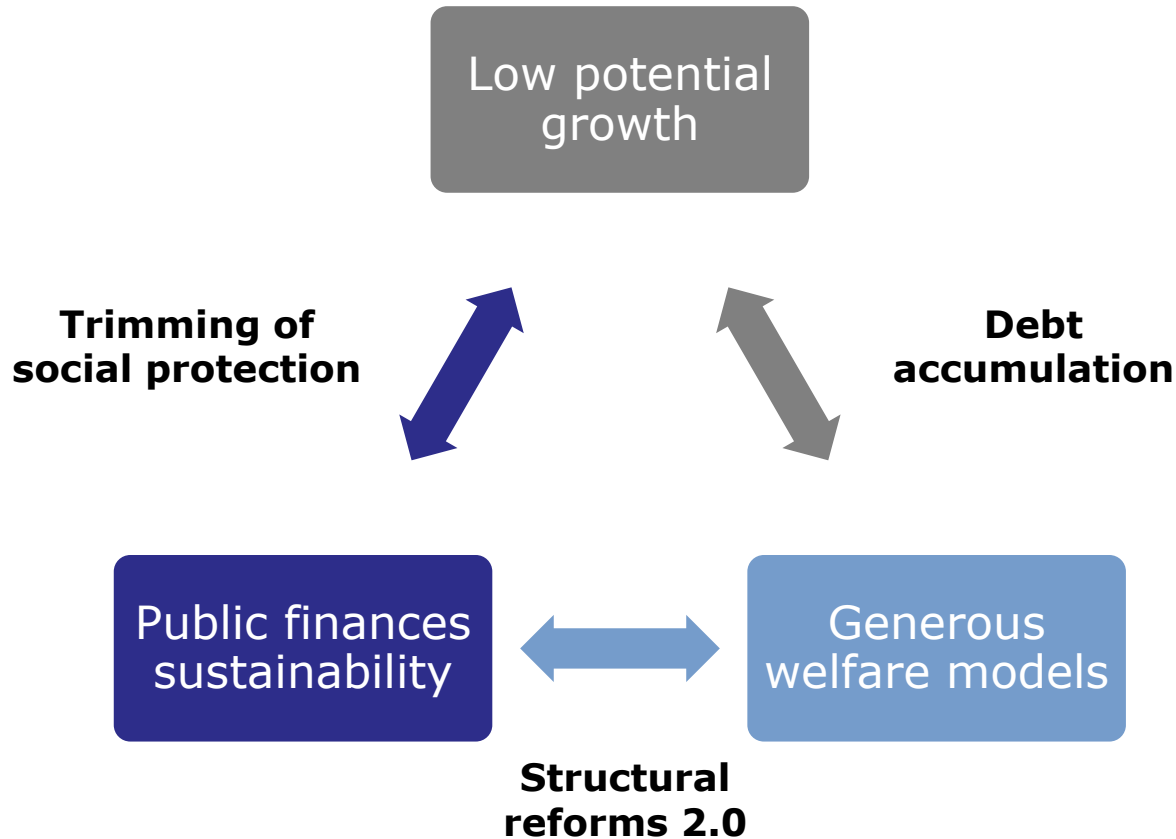 Low potential
growth
Trimming of
social protection
Debt
accumulation
Public finances
sustainability
Generous
welfare models
Structural
reforms 2.0